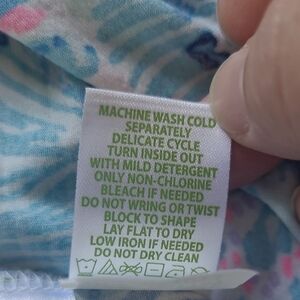 MACHINE WASH COLD
SEPARATELY
DELICATE CYCLE
TURN INSIDE OUT
WITH MILD DETERGENT
ONLY NON-CHLORINE
BLEACH IF NEEDED
DO NOT WRING OR TWIST
BLOCK TO SHAPE
LAY FLAT TO DRY
LOW IRON IF NEEDED
DO NOT DRY CLEAN